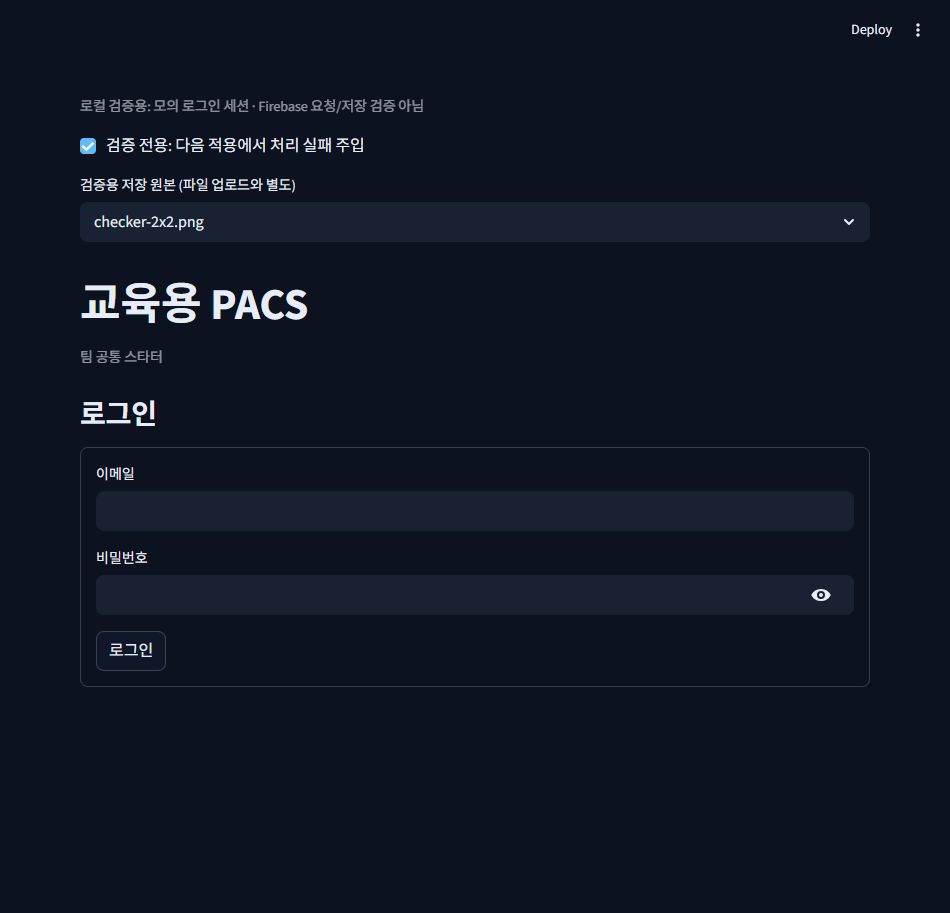 Deploy
로컬 검증용: 모의 로그인 세션 · Firebase 요청/저장 검증 아님
검증 전용: 다음 적용에서 처리 실패 주입
검증용 저장 원본 (파일 업로드와 별도)
checker-2x2.png
교육용 PACS
팀 공통 스타터
로그인
이메일
비밀번호
로그인